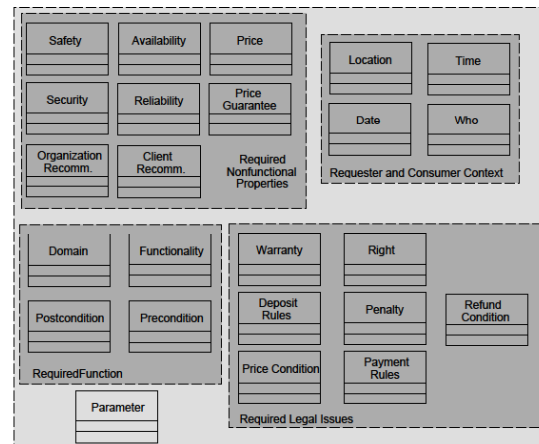 Safety
Availability
Price
Security
Reliability
Price
Guarantee
Organization
Recomm.
Client
Recomm.
Required
Nonfunctional
Properties
Location
Time
Date
Who
Requester and Consumer Context
Domain
Functionality
Postcondition
Precondition
RequiredFunction
Parameter
Warranty
Right
Deposit
Rules
Penalty
Refund
Condition
Price Condition
Payment
Rules
Required Legal Issues